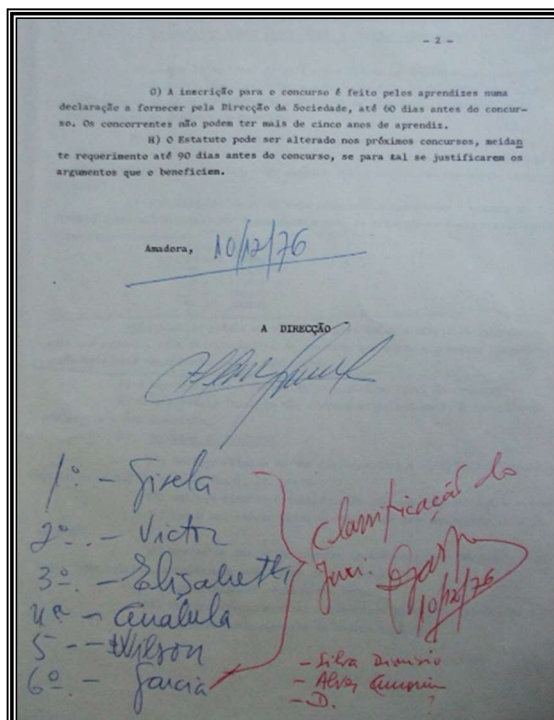 - 2 -
G) A inscrição para o concurso é feito pelos aprendizes numa
declaração a fornecer pela Direcção da Sociedade, até 60 dias antes do concur-
so. Os concorrentes não podem ter mais de cinco anos de aprendiz.
H) O Estatuto pode ser alterado nos próximos concursos, meidan
te requerimento até 90 dias antes do concurso, se para tal se justificarem os
argumentos que o beneficiem.
Amadora, 10/12/76
A DIRECÇÃO
1º - Gisela
2º - Victor
3º - Elisabeth
4º - Anabula
5 -- Wilson
6º - Garcia
Classificação do
Juri.
10/12/76
- Silva Dionisio
- Alves Amorim
- D.